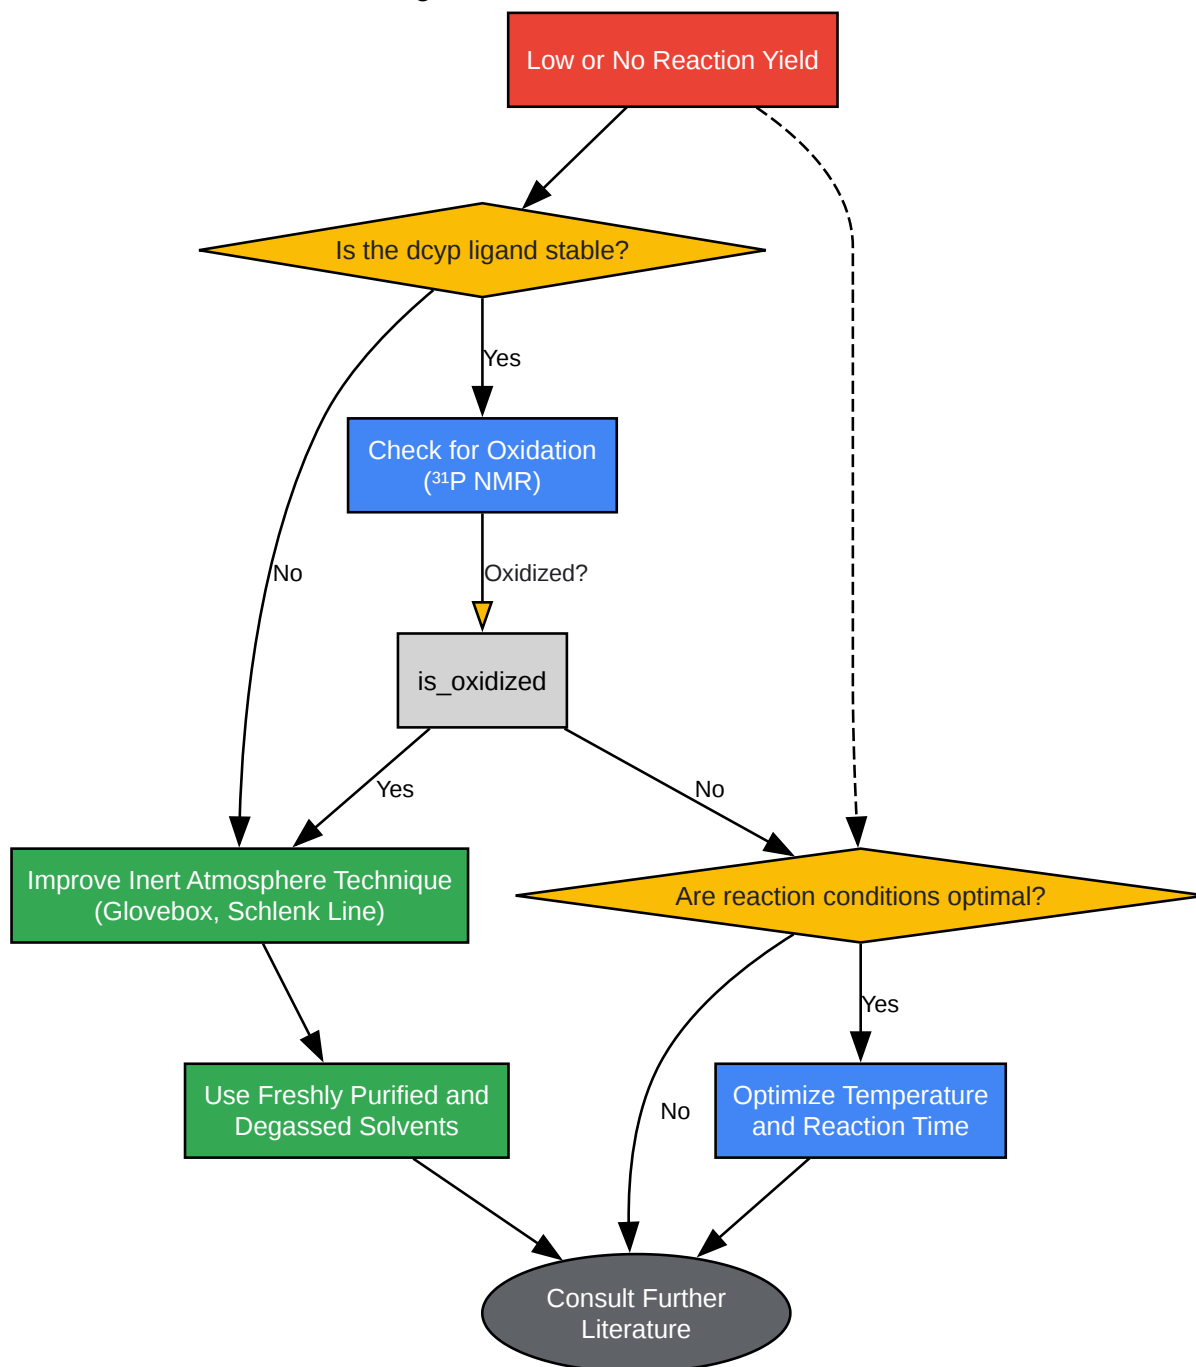 Low or No Reaction Yield
Is the dcyp ligand stable?
Yes
Check for Oxidation
(³¹P NMR)
No
Oxidized?
is_oxidized
Yes
No
Improve Inert Atmosphere Technique
(Glovebox, Schlenk Line)
Are reaction conditions optimal?
Yes
Use Freshly Purified and
Degassed Solvents
No
Optimize Temperature
and Reaction Time
Consult Further
Literature